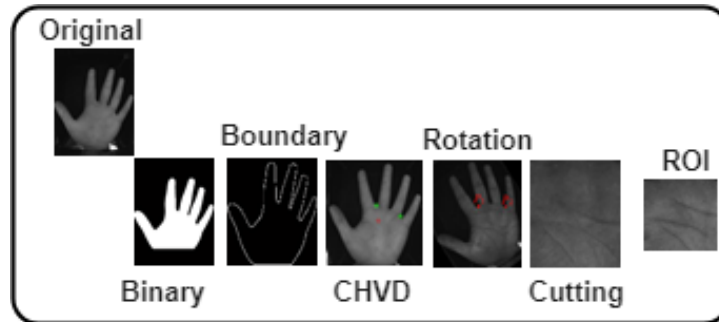 Original
Boundary
Rotation
ROI
Binary
CHVD
Cutting